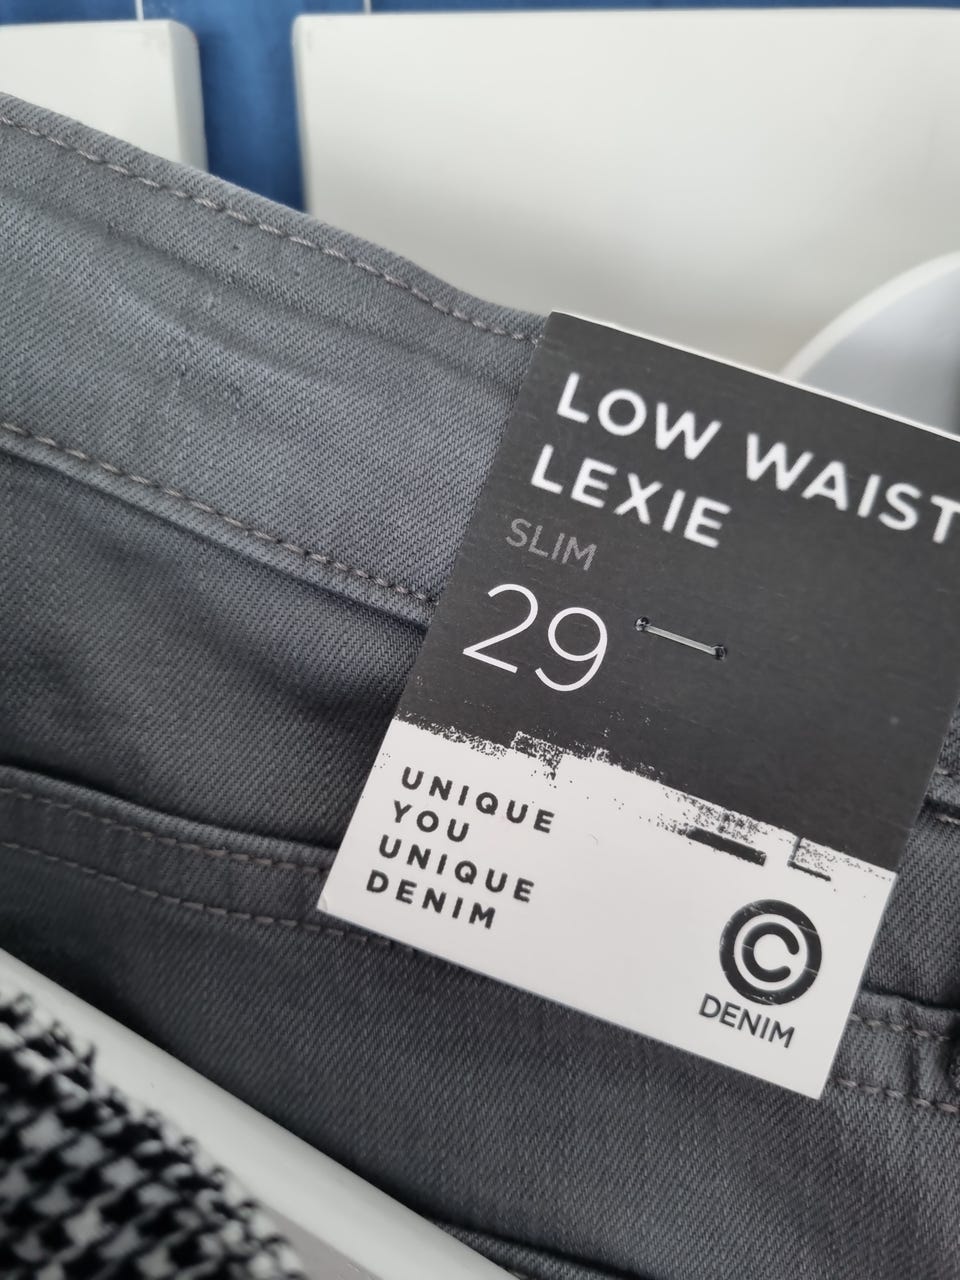 LOW WAIST
LEXIE
SLIM
29
UNIQUE
YOU
UNIQUE
DENIM
C
DENIM